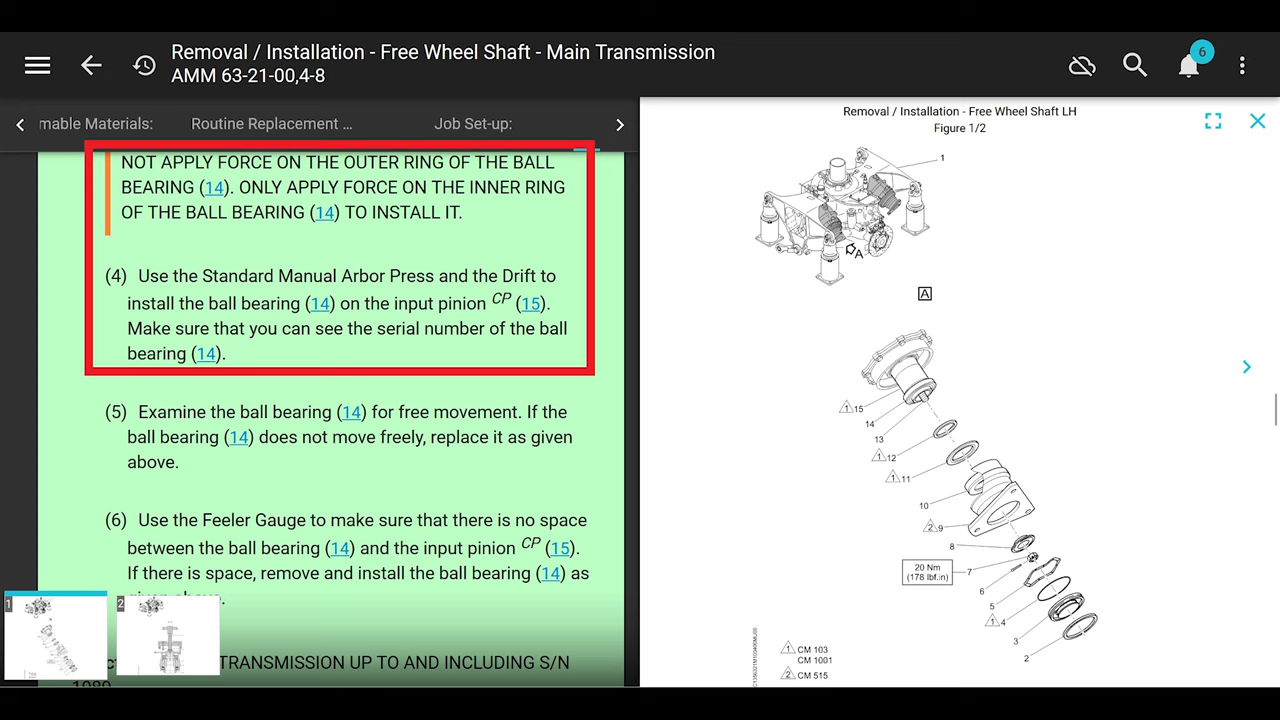 Removal / Installation - Free Wheel Shaft - Main Transmission
AMM 63-21-00,4-8
6
mable Materials:
Routine Replacement ...
Job Set-up:
NOT APPLY FORCE ON THE OUTER RING OF THE BALL
BEARING (14). ONLY APPLY FORCE ON THE INNER RING
OF THE BALL BEARING (14) TO INSTALL IT.
(4) Use the Standard Manual Arbor Press and the Drift to
install the ball bearing (14) on the input pinion CP (15).
Make sure that you can see the serial number of the ball
bearing (14).
(5) Examine the ball bearing (14) for free movement. If the
ball bearing (14) does not move freely, replace it as given
above.
(6) Use the Feeler Gauge to make sure that there is no space
between the ball bearing (14) and the input pinion CP (15).
If there is space, remove and install the ball bearing (14) as
given above.
TRANSMISSION UP TO AND INCLUDING S/N
1089
1
2
Removal / Installation - Free Wheel Shaft LH
Figure 1/2
1
A
A
1 15
14
13
1 12
1 11
10
2 9
8
20 Nm
(178 lbf.in)
7
6
5
1 4
3
2
1 CM 103
CM 1001
2 CM 515